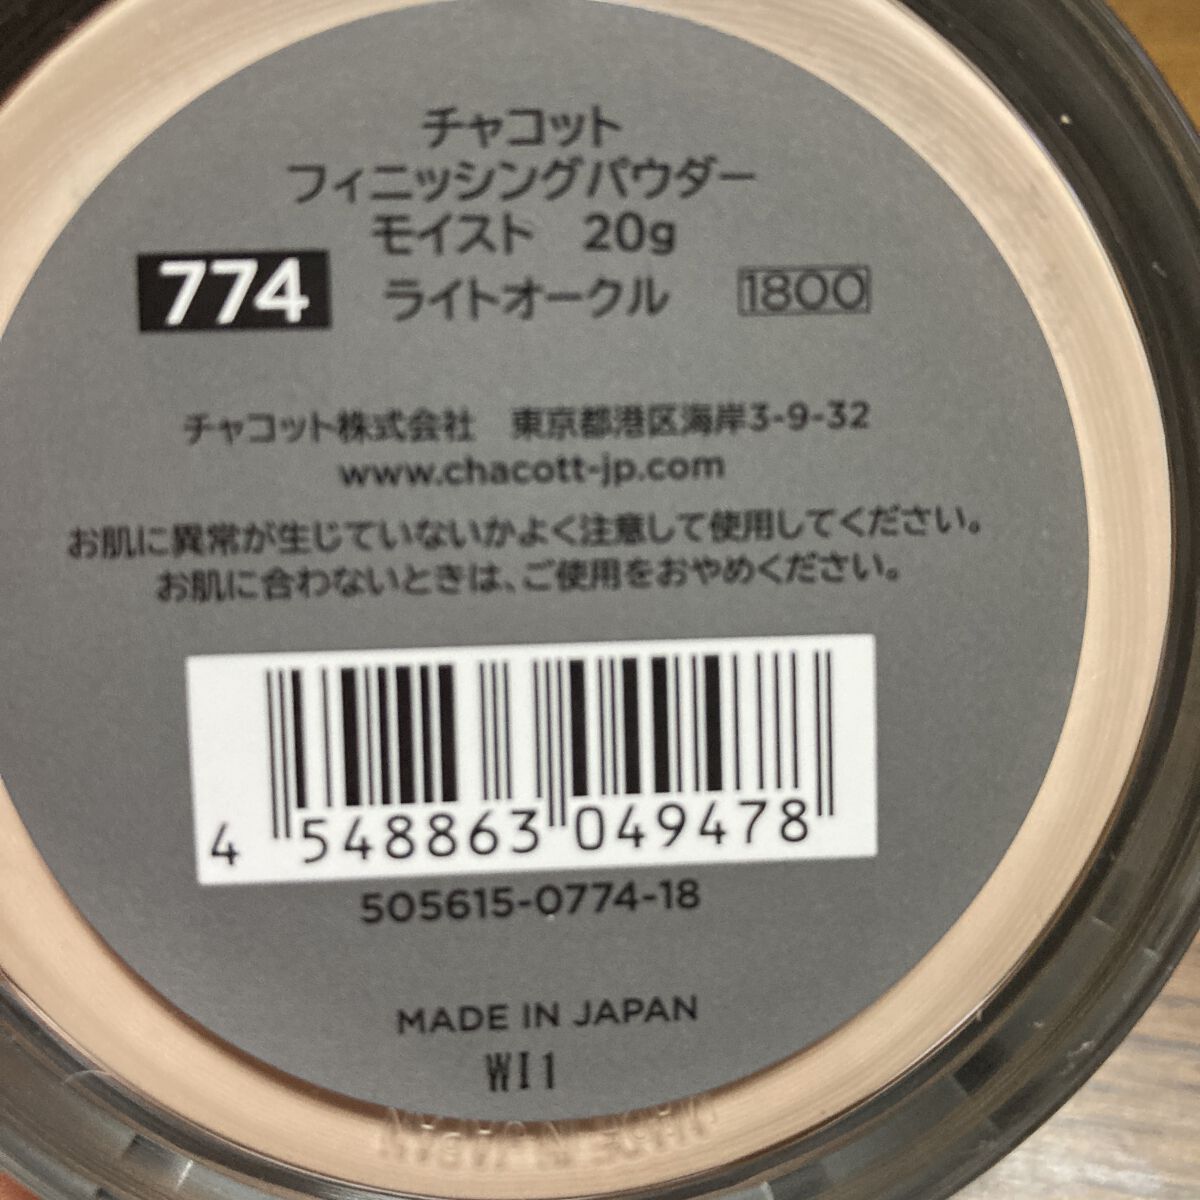 チャコット
フィニッシングパウダー
モイスト 20g
774 ライトオークル 1800
チャコット株式会社 東京都港区海岸3-9-32
www.chacott-jp.com
お肌に異常が生じていないかよく注意して使用してください。
お肌に合わないときは、ご使用をおやめください。
4 548863 049478
505615-0774-18
MADE IN JAPAN
WI1